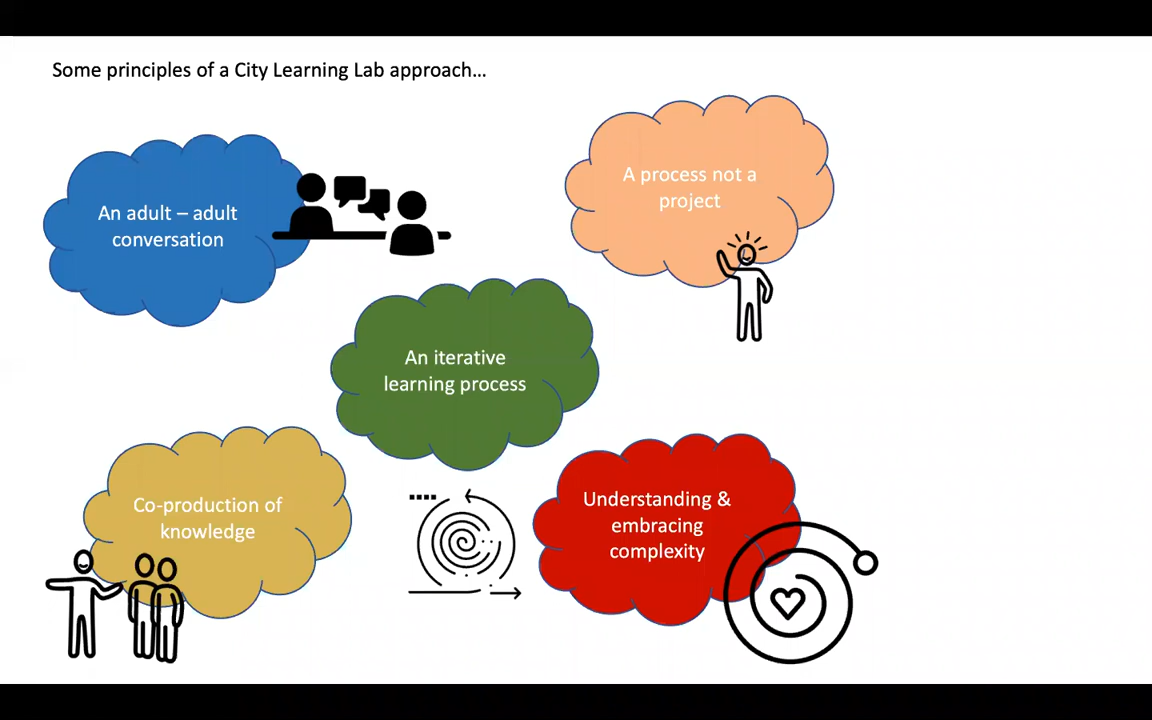 Some principles of a City Learning Lab approach...
An adult – adult
conversation
A process not a
project
An iterative
learning process
Co-production of
knowledge
Understanding &
embracing
complexity